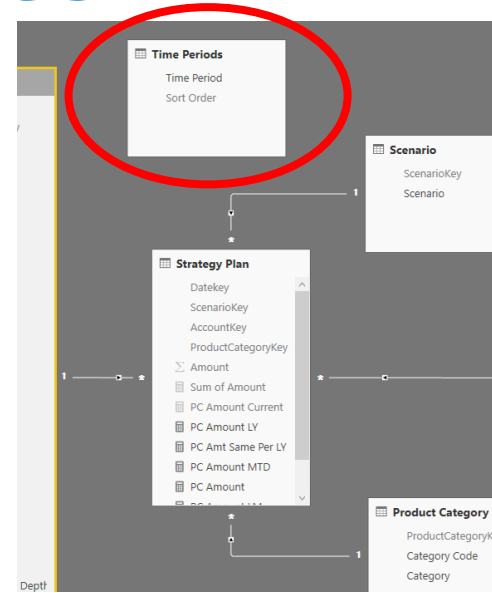 Time Periods
Time Period
Sort Order
Scenario
ScenarioKey
Scenario
1
*
Strategy Plan
Datekey
ScenarioKey
AccountKey
ProductCategoryKey
Amount
Sum of Amount
PC Amount Current
PC Amount LY
PC Amt Same Per LY
PC Amount MTD
PC Amount
1
*
*
*
1
Product Category
ProductCategoryK
Category Code
Category
Depth